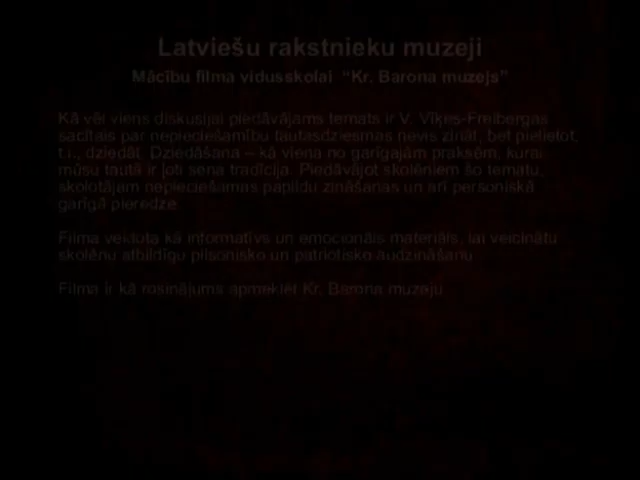 Latviešu rakstnieku muzeji
Mācību filma vidusskolai "Kr. Barona muzejs"
Kā vēl viens diskusijai piedāvājams temats ir V. Vīķes-Freibergas
sacītais par nepieciešamību tautasdziesmas nevis zināt, bet pielietot,
t.i., dziedāt. Dziedāšana – kā viena no garīgajām praksēm, kurai
mūsu tautā ir ļoti sena tradīcija. Piedāvājot skolēniem šo tematu,
skolotājam nepieciešamas papildu zināšanas un arī personiskā
garīgā pieredze.
Filma veidota kā informatīvs un emocionāls materiāls, lai veicinātu
skolēnu atbildīgu pilsonisko un patriotisko audzināšanu.
Filma ir kā rosinājums apmeklēt Kr. Barona muzeju.